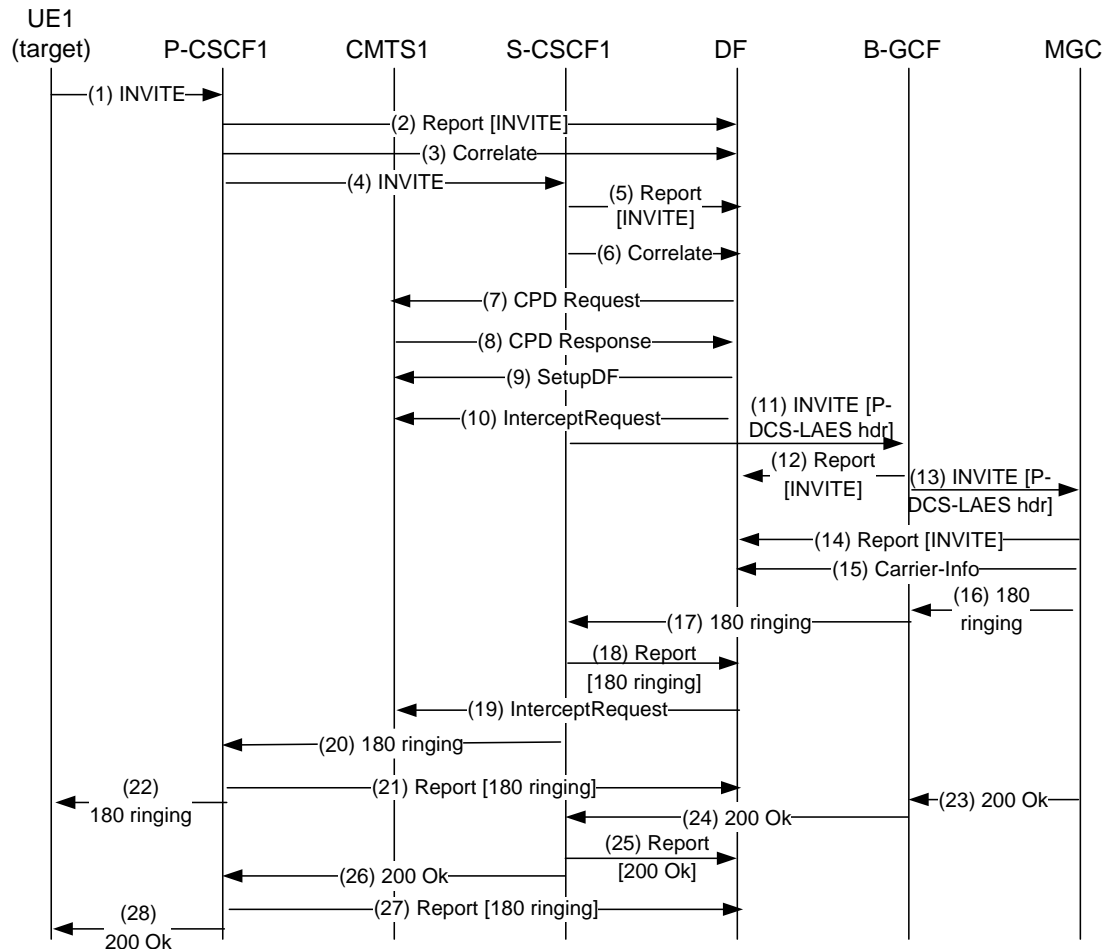 UE1
(target)
P-CSCF1
CMTS1
S-CSCF1
DF
B-GCF
MGC
(1) INVITE
(2) Report [INVITE]
(3) Correlate
(4) INVITE
(5) Report
[INVITE]
(6) Correlate
(7) CPD Request
(8) CPD Response
(9) SetupDF
(10) InterceptRequest
(11) INVITE [P-
DCS-LAES hdr]
(12) Report
[INVITE]
(13) INVITE [P-
DCS-LAES hdr]
(14) Report [INVITE]
(15) Carrier-Info
(16) 180
ringing
(17) 180 ringing
(18) Report
[180 ringing]
(19) InterceptRequest
(20) 180 ringing
(21) Report [180 ringing]
(22)
180 ringing
(23) 200 Ok
(24) 200 Ok
(25) Report
[200 Ok]
(26) 200 Ok
(27) Report [180 ringing]
(28)
200 Ok